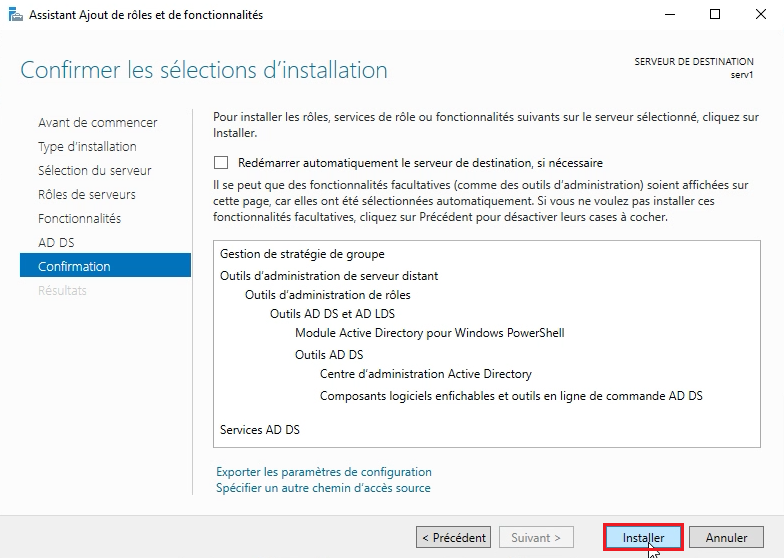 Assistant Ajout de rôles et de fonctionnalités
Confirmer les sélections d'installation
SERVEUR DE DESTINATION
serv1
Avant de commencer
Type d'installation
Sélection du serveur
Rôles de serveurs
Fonctionnalités
AD DS
Confirmation
Résultats
Pour installer les rôles, services de rôle ou fonctionnalités suivants sur le serveur sélectionné, cliquez sur
Installer.
Redémarrer automatiquement le serveur de destination, si nécessaire
Il se peut que des fonctionnalités facultatives (comme des outils d'administration) soient affichées sur
cette page, car elles ont été sélectionnées automatiquement. Si vous ne voulez pas installer ces
fonctionnalités facultatives, cliquez sur Précédent pour désactiver leurs cases à cocher.
Gestion de stratégie de groupe
Outils d'administration de serveur distant
Outils d'administration de rôles
Outils AD DS et AD LDS
Module Active Directory pour Windows PowerShell
Outils AD DS
Centre d'administration Active Directory
Composants logiciels enfichables et outils en ligne de commande AD DS
Services AD DS
Exporter les paramètres de configuration
Spécifier un autre chemin d'accès source
< Précédent
Suivant >
Installer
Annuler